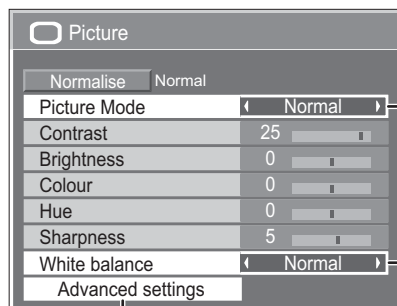 Picture
Normalise Normal
Picture Mode Normal
Contrast 25
Brightness 0
Colour 0
Hue 0
Sharpness 5
White balance Normal
Advanced settings